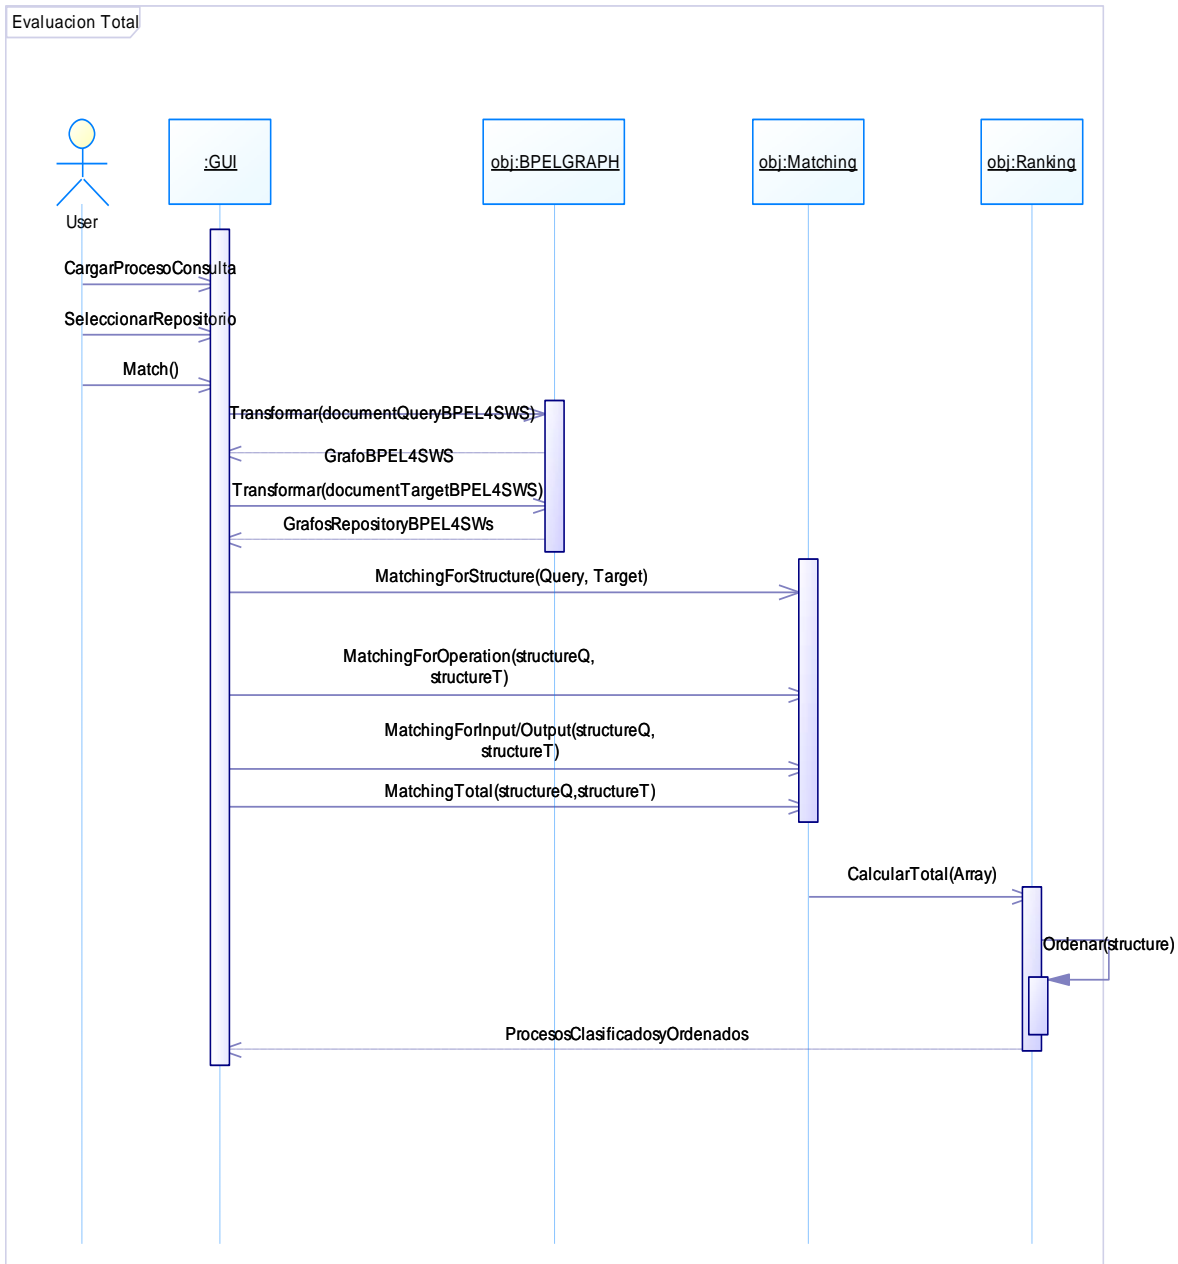 Evaluacion Total
:GUI
obj:BPELGRAPH
obj:Matching
obj:Ranking
User
CargarProcesoConsulta
SeleccionarRepositorio
Match()
Transformar(documentQueryBPEL4SWS)
GrafoBPEL4SWS
Transformar(documentTargetBPEL4SWS)
GrafosRepositoryBPEL4SWs
MatchingForStructure(Query, Target)
MatchingForOperation(structureQ,
structureT)
MatchingForInput/Output(structureQ,
structureT)
MatchingTotal(structureQ,structureT)
CalcularTotal(Array)
Ordenar(structure)
ProcesosClasificadosyOrdenados